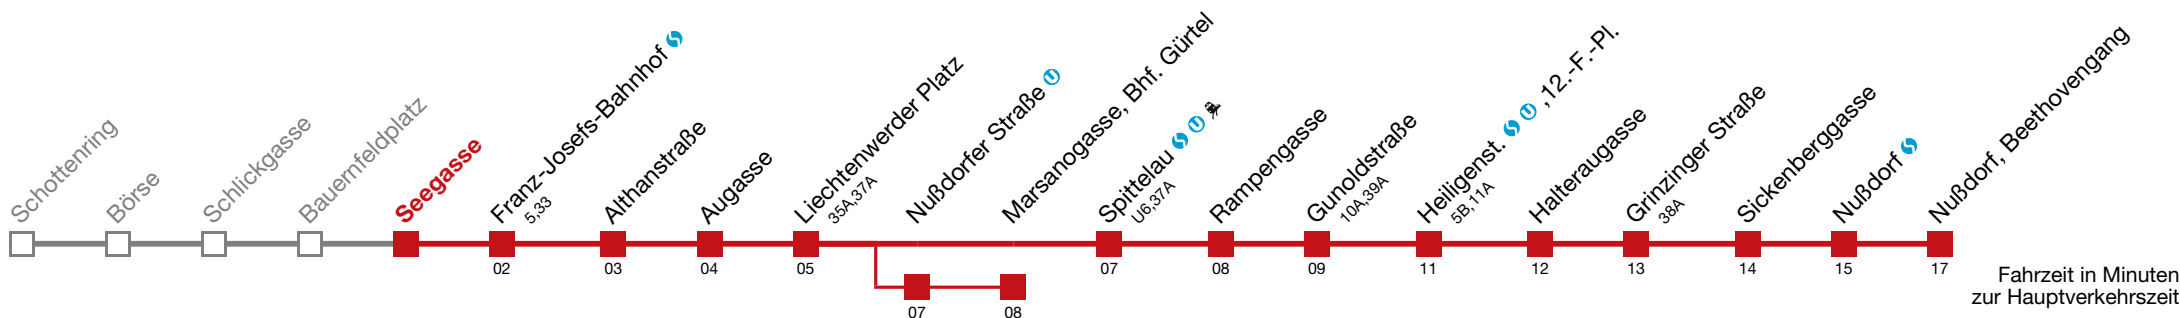 Schottenring
Börse
Schlickgasse
Bauernfeldplatz
Seegasse
Franz-Josefs-Bahnhof
5,33
Althanstraße
Augasse
Liechtenwerder Platz
35A,37A
Nußdorfer Straße U
Marsanogasse, Bhf. Gürtel
Spittelau S U
U6,37A
Rampengasse
Gunoldstraße
10A,39A
Heiligenst. S U ,12.-F.-Pl.
5B,11A
Halteraugasse
Grinzinger Straße
38A
Sickenberggasse
Nußdorf S
Nußdorf, Beethovengang
02
03
04
05
07
08
09
11
12
13
14
15
17
07
08
Fahrzeit in Minuten
zur Hauptverkehrszeit